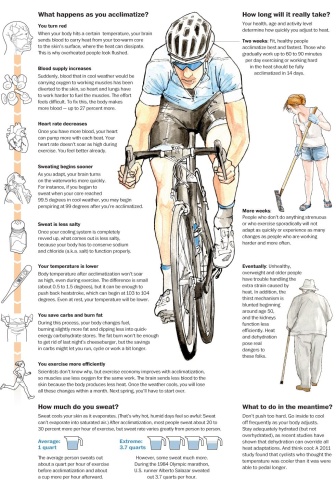 What happens as you acclimatize?
You turn red
When your body hits a certain temperature, your brain
sends blood to carry heat from your too-warm core
to the skin's surface, where the heat can dissipate.
This is why overheated people look flushed.
Blood supply increases
Suddenly, blood that in cool weather would be
carrying oxygen to working muscles has been
diverted to the skin, so heart and lungs have
to work harder to fuel the muscles. The effort
feels difficult. To fix this, the body makes
more blood — up to 27 percent more.
Heart rate decreases
Once you have more blood, your heart
can pump more with each beat. Your
heart rate doesn't soar as high during
exercise. You feel better already.
Sweating begins sooner
As you adapt, your brain turns
on the waterworks more quickly.
For instance, if you began to
sweat when your core reached
99.5 degrees in cool weather, you may begin
perspiring at 99 degrees after you're acclimatized.
Sweat is less salty
Once your cooling system is completely
revved up, what comes out is less salty,
because your body has to conserve sodium
and chloride (a.k.a. salt) to function properly.
Your temperature is lower
Body temperature after acclimatization won't soar
as high, even during exercise. The difference is small
(about 0.5 to 1.5 degrees), but it can be enough to
push back heatstroke, which can begin at 103 to 104
degrees. Even at rest, your temperature will be lower.
You save carbs and burn fat
During this process, your body changes fuel,
burning slightly more fat and dipping less into quick-
energy carbohydrate stores. The fat burn won't be enough
to get rid of last night's cheeseburger, but the savings
in carbs might let you run, cycle or work a bit longer.
You exercise more efficiently
Scientists don't know why, but exercise economy improves with acclimatization,
so muscles use less oxygen for the same work. The brain sends less blood to the
skin because the body produces less heat. Once the weather cools, you will lose
all these changes within a month. Next spring, you'll have to start over.
How much do you sweat?
Sweat cools your skin as it evaporates. (That's why hot, humid days feel so awful: Sweat
can't evaporate into saturated air.) After acclimatization, most people sweat about 20 to
30 percent more per hour of exercise, but sweat rate varies greatly from person to person.
Average:
1 quart
The average person sweats out
about a quart per hour of exercise
before acclimatization and about
a cup more per hour afterward.
Extreme:
3.7 quarts
However, some sweat much more.
During the 1984 Olympic marathon,
U.S. runner Alberto Salazar sweated
out 3.7 quarts per hour.
How long will it really take?
Your health, age and activity level
determine how quickly you adjust to heat.
Two weeks: Fit, healthy people
acclimatize best and fastest. Those who
gradually work up to 60 to 90 minutes
per day exercising or working hard
in the heat should be fully
acclimatized in 14 days.
More weeks:
People who don't do anything strenuous
or who exercise sporadically will not
adapt as quickly or experience as many
changes as people who are working
harder and more often.
Eventually: Unhealthy,
overweight and older people
have trouble handling the
extra strain caused by
heat. In addition, the
thirst mechanism is
blunted beginning
around age 50,
and the kidneys
function less
efficiently. Heat
and dehydration
pose real
dangers to
these folks.
What to do in the meantime?
Don't push too hard. Go inside to cool
off frequently as your body adjusts.
Stay adequately hydrated (but not
overhydrated), as recent studies have
shown that dehydration can override all
heat adaptations. And think cool: A 2011
study found that cyclists who thought the
temperature was cooler than it was were
able to pedal longer.